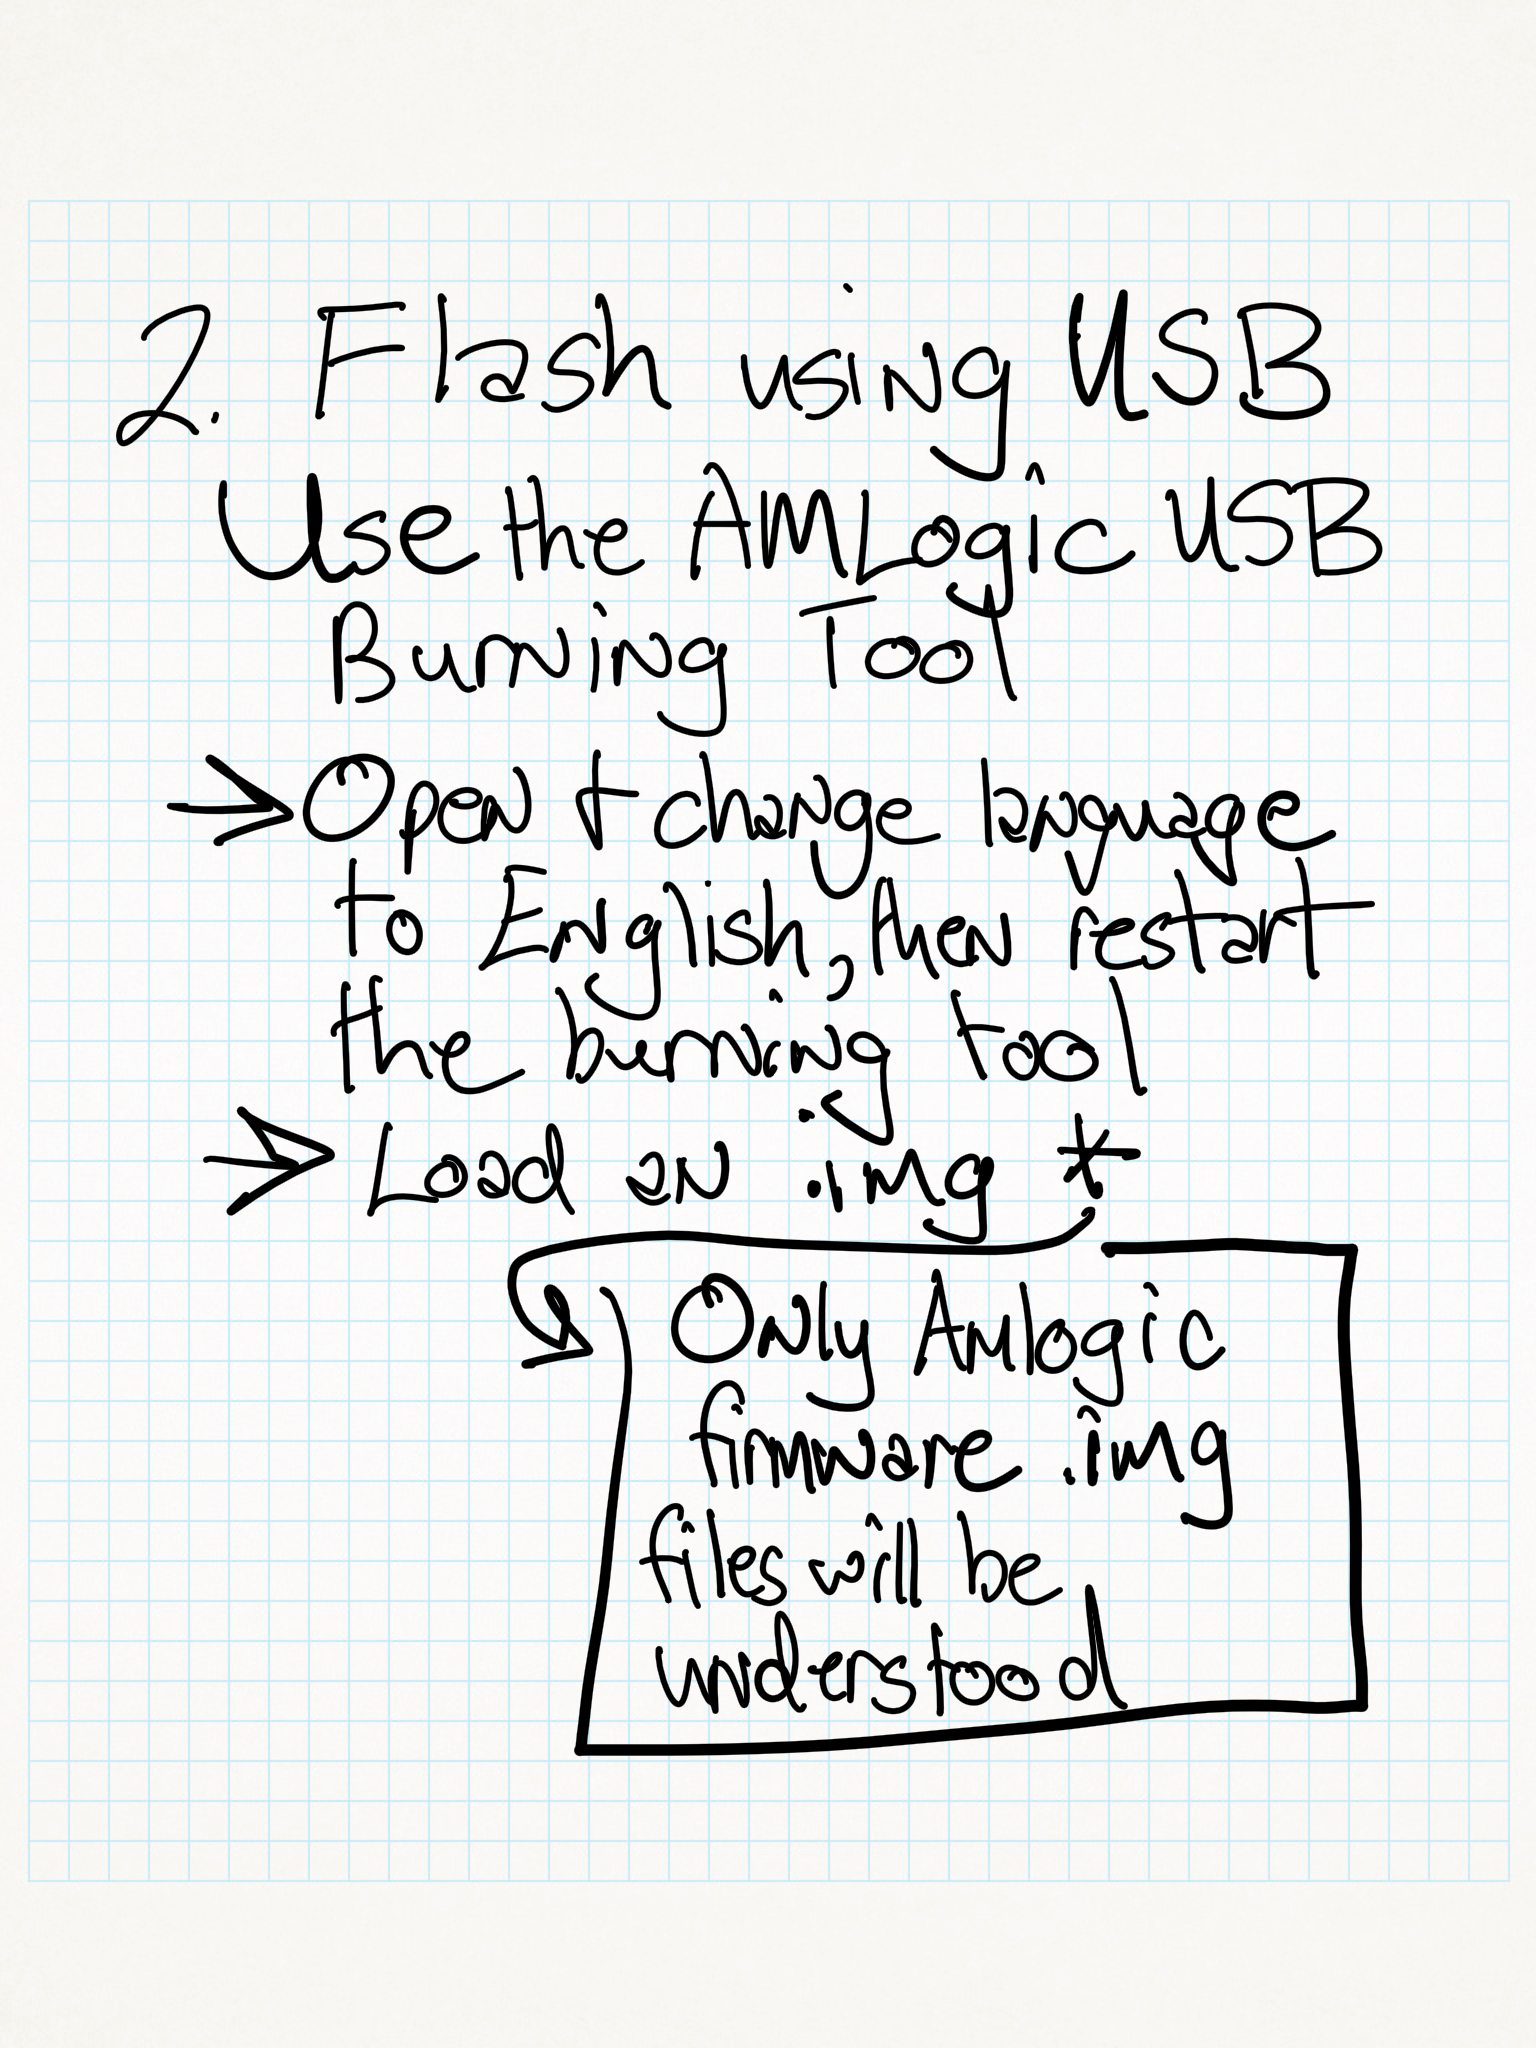 2. Flash using USB
Use the AMLogic USB
Burning Tool
→ Open + change language
to English, then restart
the burning tool
→ Load an .img *
Only Amlogic
firmware .img
files will be
understood